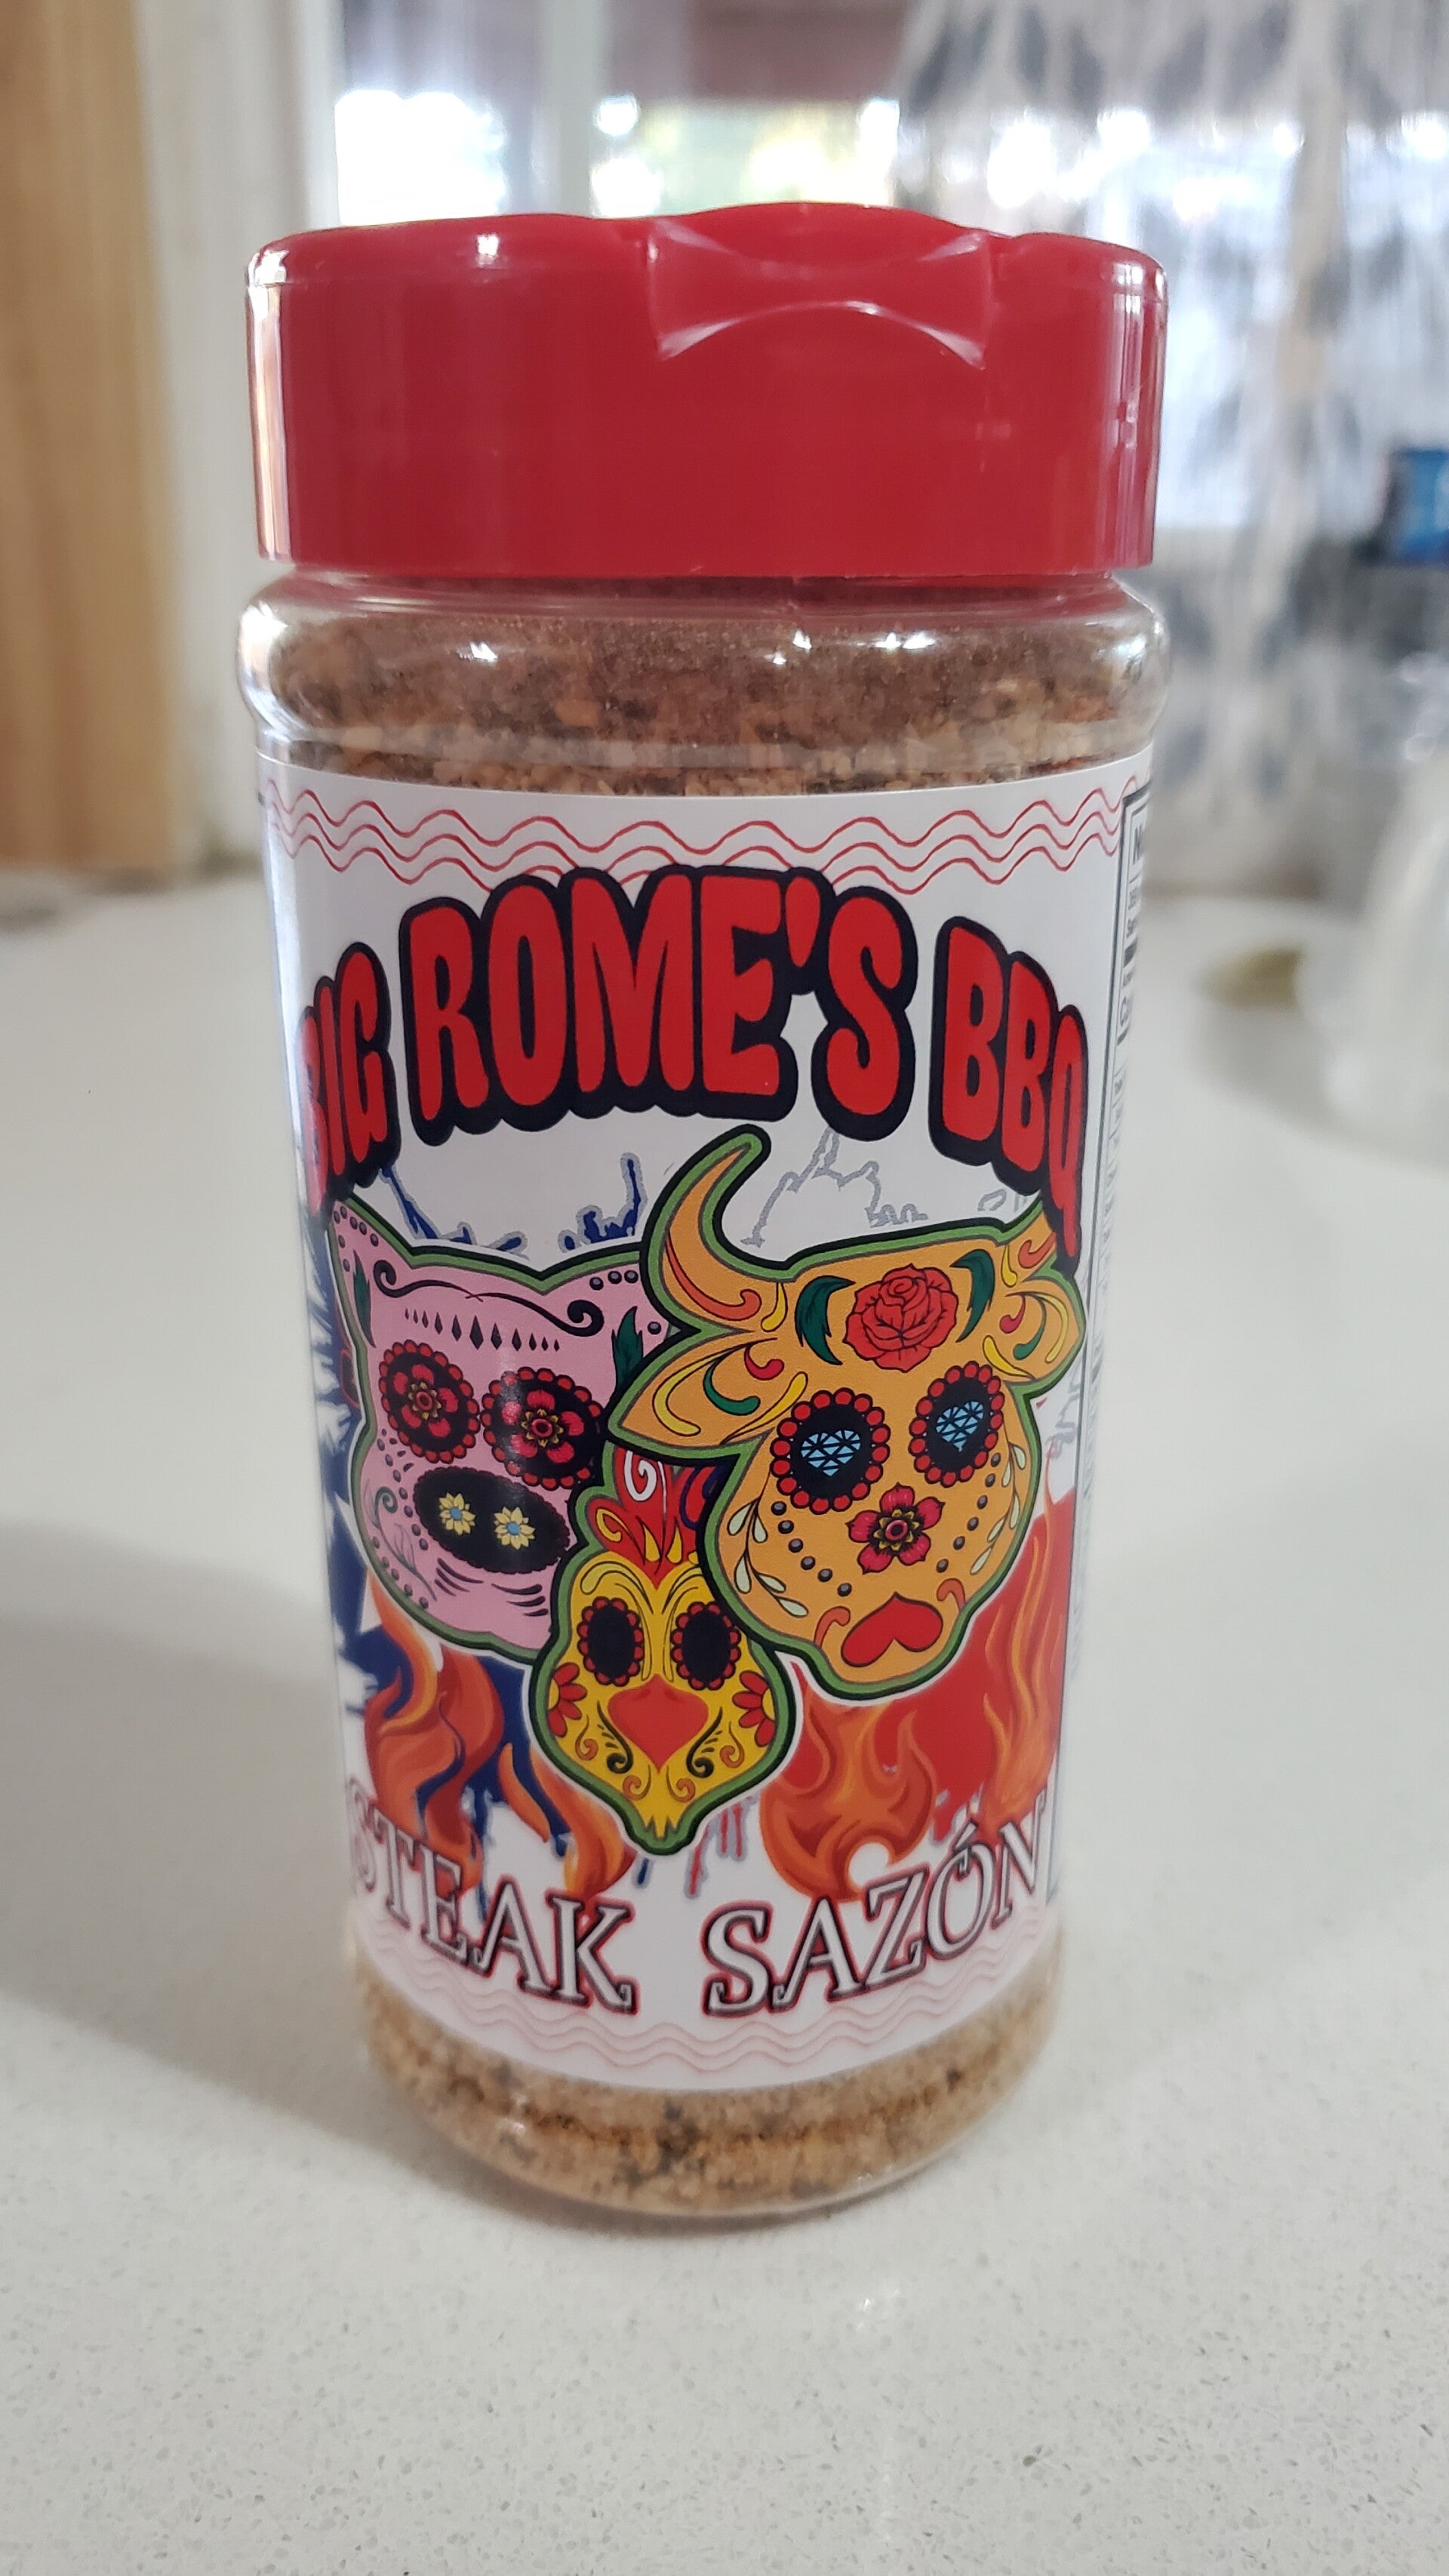 BIG ROME'S BBQ
STEAK SAZÓN